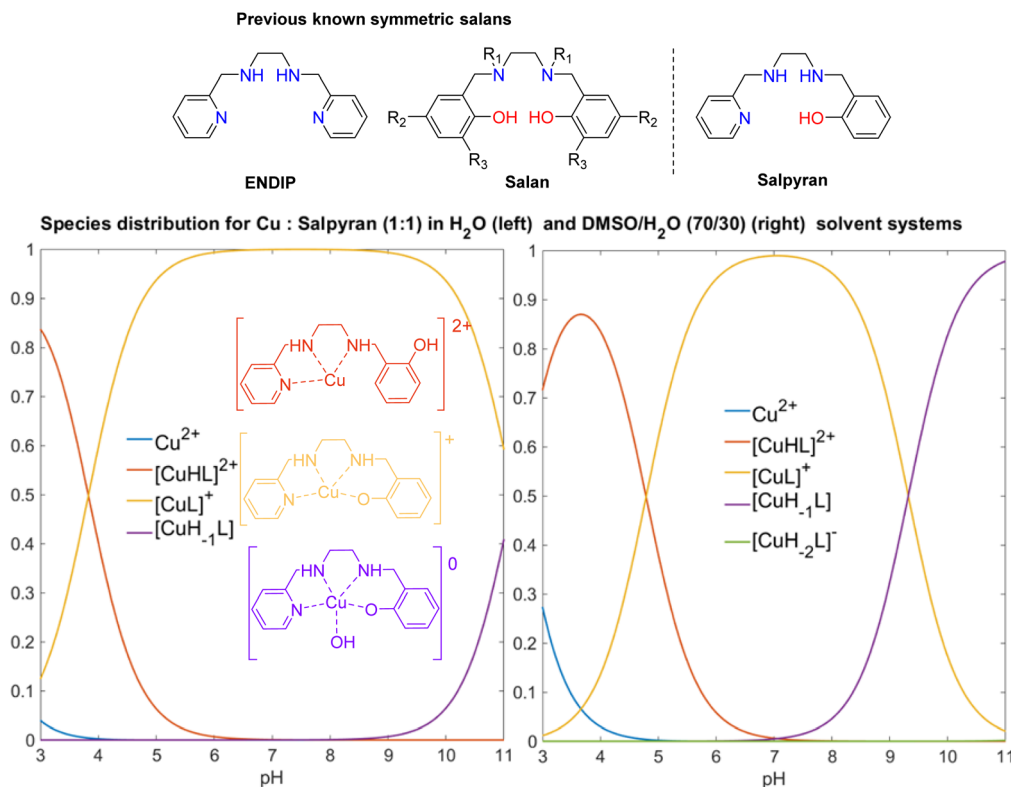 Previous known symmetric salans
NH HN
N N
ENDIP
R₁ R₁
N N
R₂ OH HO R₂
R₃ R₃
Salan
NH HN
N HO
Salpyran
Species distribution for Cu : Salpyran (1:1) in H₂O (left) and DMSO/H₂O (70/30) (right) solvent systems
1
0.9
0.8
0.7
0.6
0.5
0.4
0.3
0.2
0.1
0
3 4 5 6 7 8 9 10 11
pH
Cu²⁺
[CuHL]²⁺
[CuL]⁺
[CuH₋₁L]
2+
HN NH OH
N Cu
+
HN NH
N Cu O
0
HN NH
N Cu O
OH
1
0.9
0.8
0.7
0.6
0.5
0.4
0.3
0.2
0.1
0
3 4 5 6 7 8 9 10 11
pH
Cu²⁺
[CuHL]²⁺
[CuL]⁺
[CuH₋₁L]
[CuH₋₂L]⁻